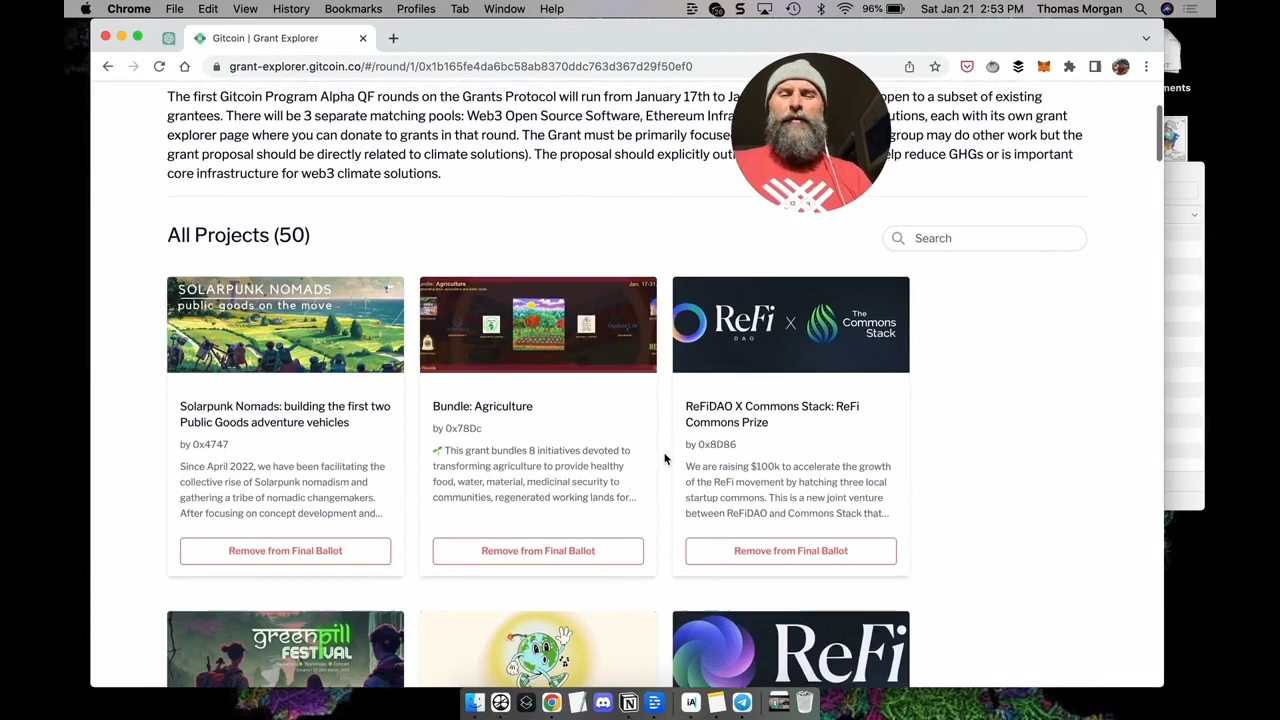 Chrome File Edit View History Bookmarks Profiles Tab Window Help
26 96% Sat Jan 21 2:53 PM Thomas Morgan
Gitcoin | Grant Explorer
grant-explorer.gitcoin.co/#/round/1/0x1b165fe4da6b
The first Gitcoin Program Alpha QF rounds on the Grants Protocol will run from January 17th to open to a subset of existing
grantees. There will be 3 separate matching pools: Web3 Open Source Software, Ethereum each with its own grant
explorer page where you can donate to grants in the round. The Grant must be primarily group may do other work but the
grant proposal should be directly related to climate solutions). The proposal should explicitly reduce GHGs or is important
core infrastructure for web3 climate solutions.
All Projects (50)
Search
SOLARPUNK NOMADS
public goods on the move
Agriculture
Jan. 17-31,
ReFi
DAO
X
The
Commons
Stack
Solarpunk Nomads: building the first two
Public Goods adventure vehicles
by 0x4747
Since April 2022, we have been facilitating the
collective rise of Solarpunk nomadism and
gathering a tribe of nomadic changemakers.
After focusing on concept development and...
Remove from Final Ballot
Bundle: Agriculture
by 0x78Dc
This grant bundles 8 initiatives devoted to
transforming agriculture to provide healthy
food, water, material, medicinal security to
communities, regenerated working lands for...
Remove from Final Ballot
ReFiDAO X Commons Stack: ReFi
Commons Prize
by 0x8D86
We are raising $100k to accelerate the growth
of the ReFi movement by hatching three local
startup commons. This is a new joint venture
between ReFiDAO and Commons Stack that...
Remove from Final Ballot
greenpill
FESTIVAL
ReFi